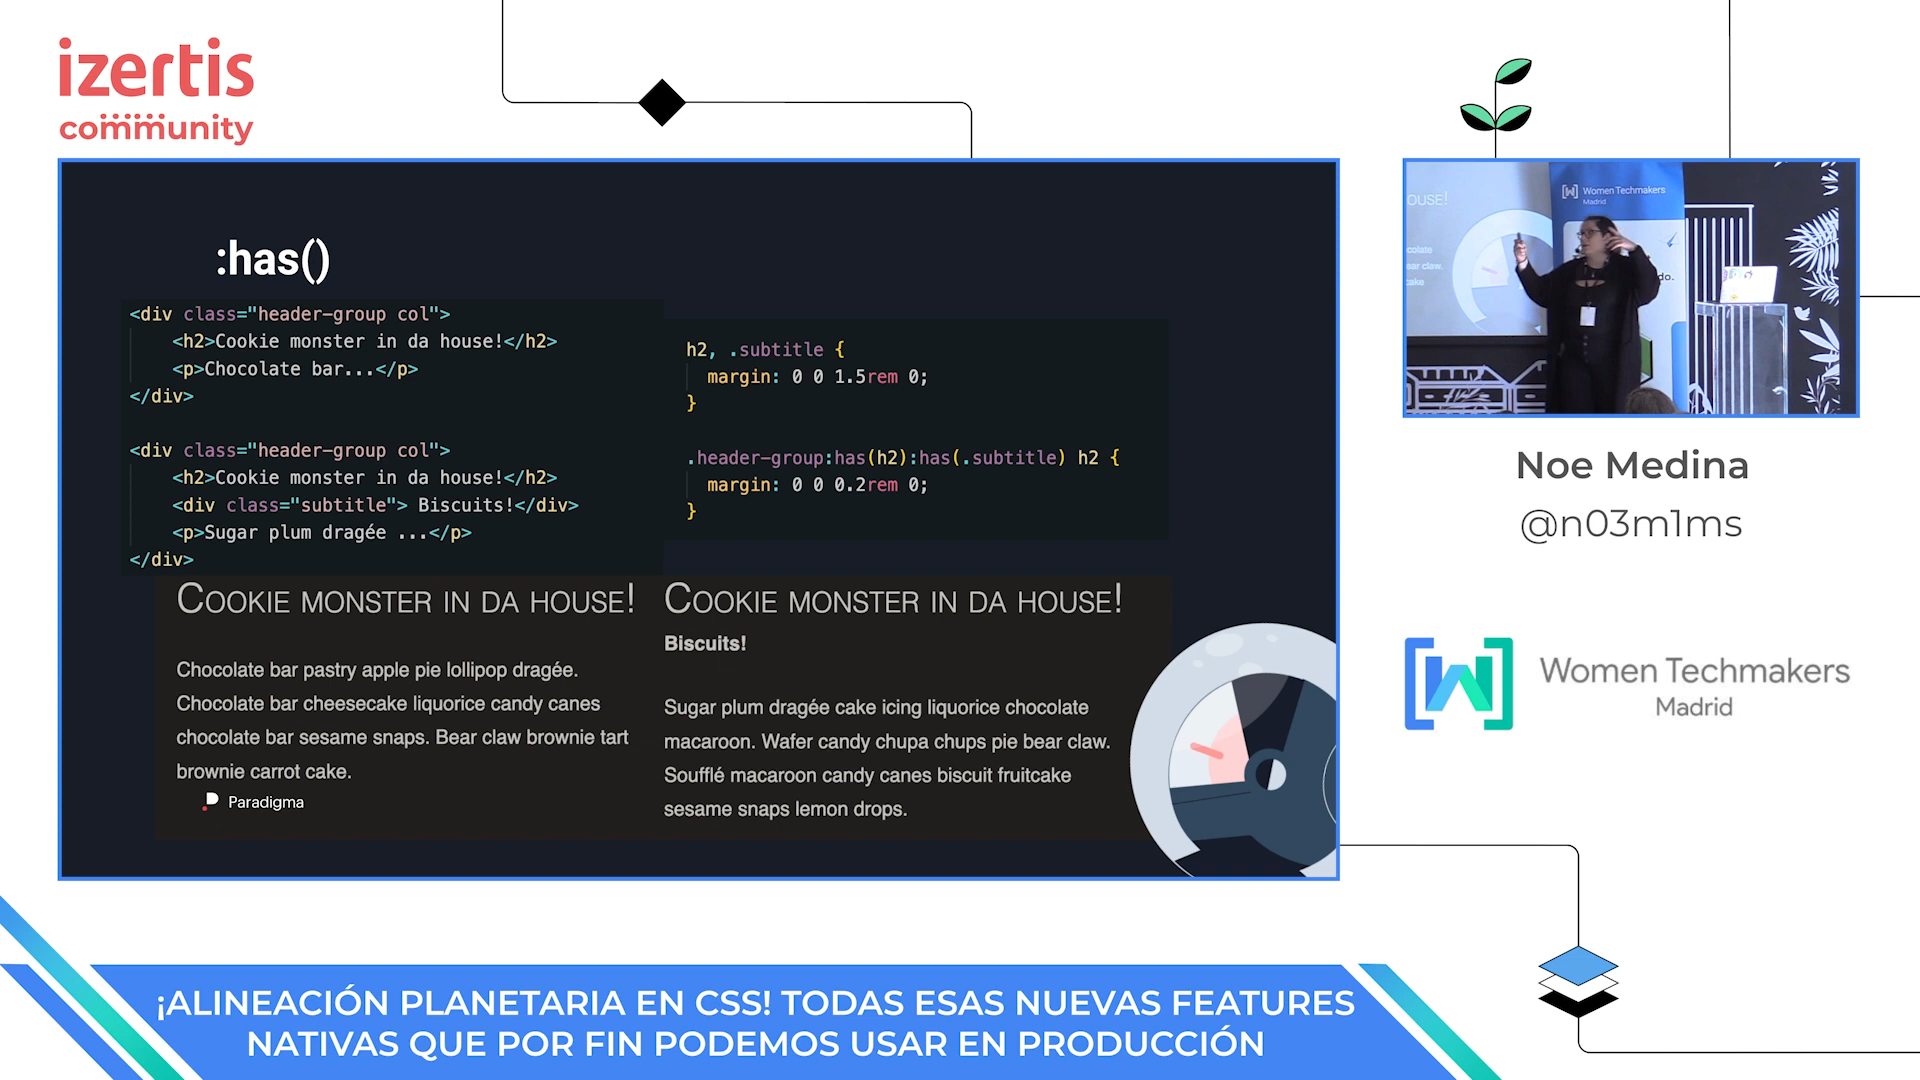 izertis
community
:has()
<div class="header-group col">
<h2>Cookie monster in da house!</h2>
<p>Chocolate bar...</p>
</div>
<div class="header-group col">
<h2>Cookie monster in da house!</h2>
<div class="subtitle"> Biscuits!</div>
<p>Sugar plum dragée ...</p>
</div>
h2, .subtitle {
margin: 0 0 1.5rem 0;
}
.header-group:has(h2):has(.subtitle) h2 {
margin: 0 0 0.2rem 0;
}
Cookie monster in da house!
Chocolate bar pastry apple pie lollipop dragée.
Chocolate bar cheesecake liquorice candy canes
chocolate bar sesame snaps. Bear claw brownie tart
brownie carrot cake.
Paradigma
Cookie monster in da house!
Biscuits!
Sugar plum dragée cake icing liquorice chocolate
macaroon. Wafer candy chupa chups pie bear claw.
Soufflé macaroon candy canes biscuit fruitcake
sesame snaps lemon drops.
OUSE!
Women Techmakers
Madrid
colate
ear claw.
cake
do.
Noe Medina
@n03m1ms
Women Techmakers
Madrid
¡ALINEACIÓN PLANETARIA EN CSS! TODAS ESAS NUEVAS FEATURES
NATIVAS QUE POR FIN PODEMOS USAR EN PRODUCCIÓN